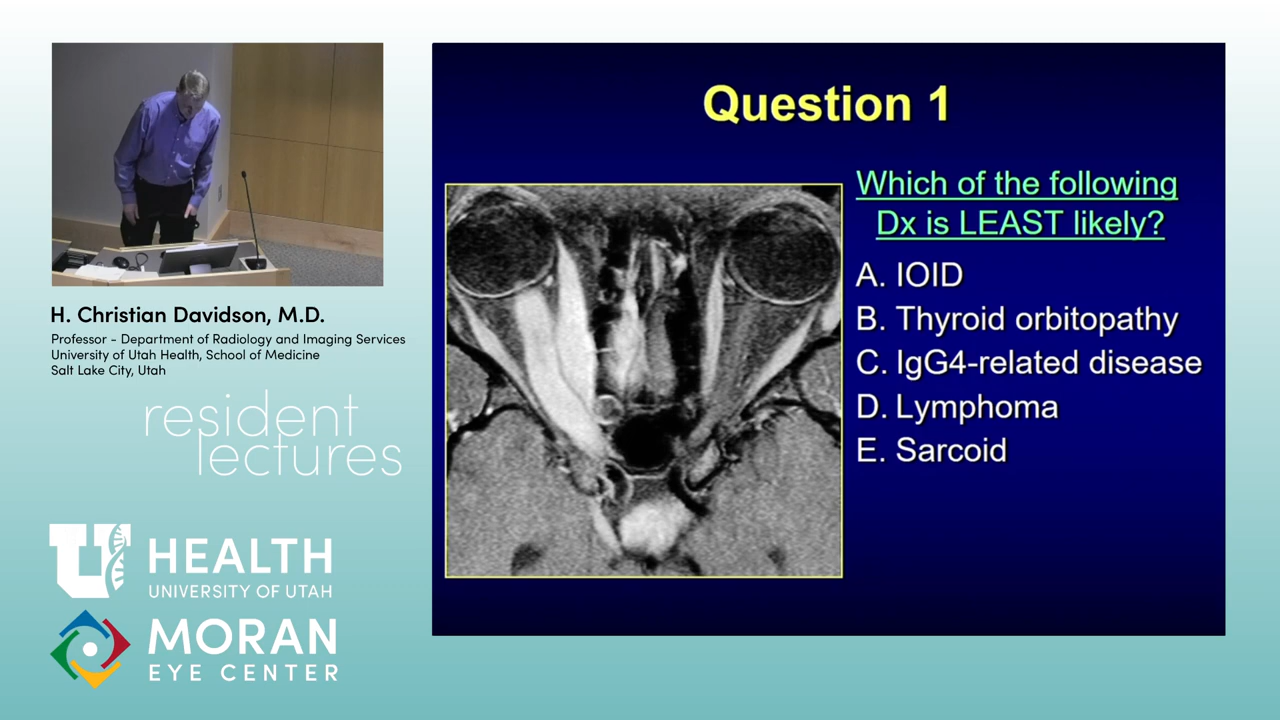 H. Christian Davidson, M.D.
Professor - Department of Radiology and Imaging Services
University of Utah Health, School of Medicine
Salt Lake City, Utah
resident
lectures
U HEALTH
UNIVERSITY OF UTAH
MORAN
EYE CENTER
Question 1
Which of the following
Dx is LEAST likely?
A. IOID
B. Thyroid orbitopathy
C. IgG4-related disease
D. Lymphoma
E. Sarcoid